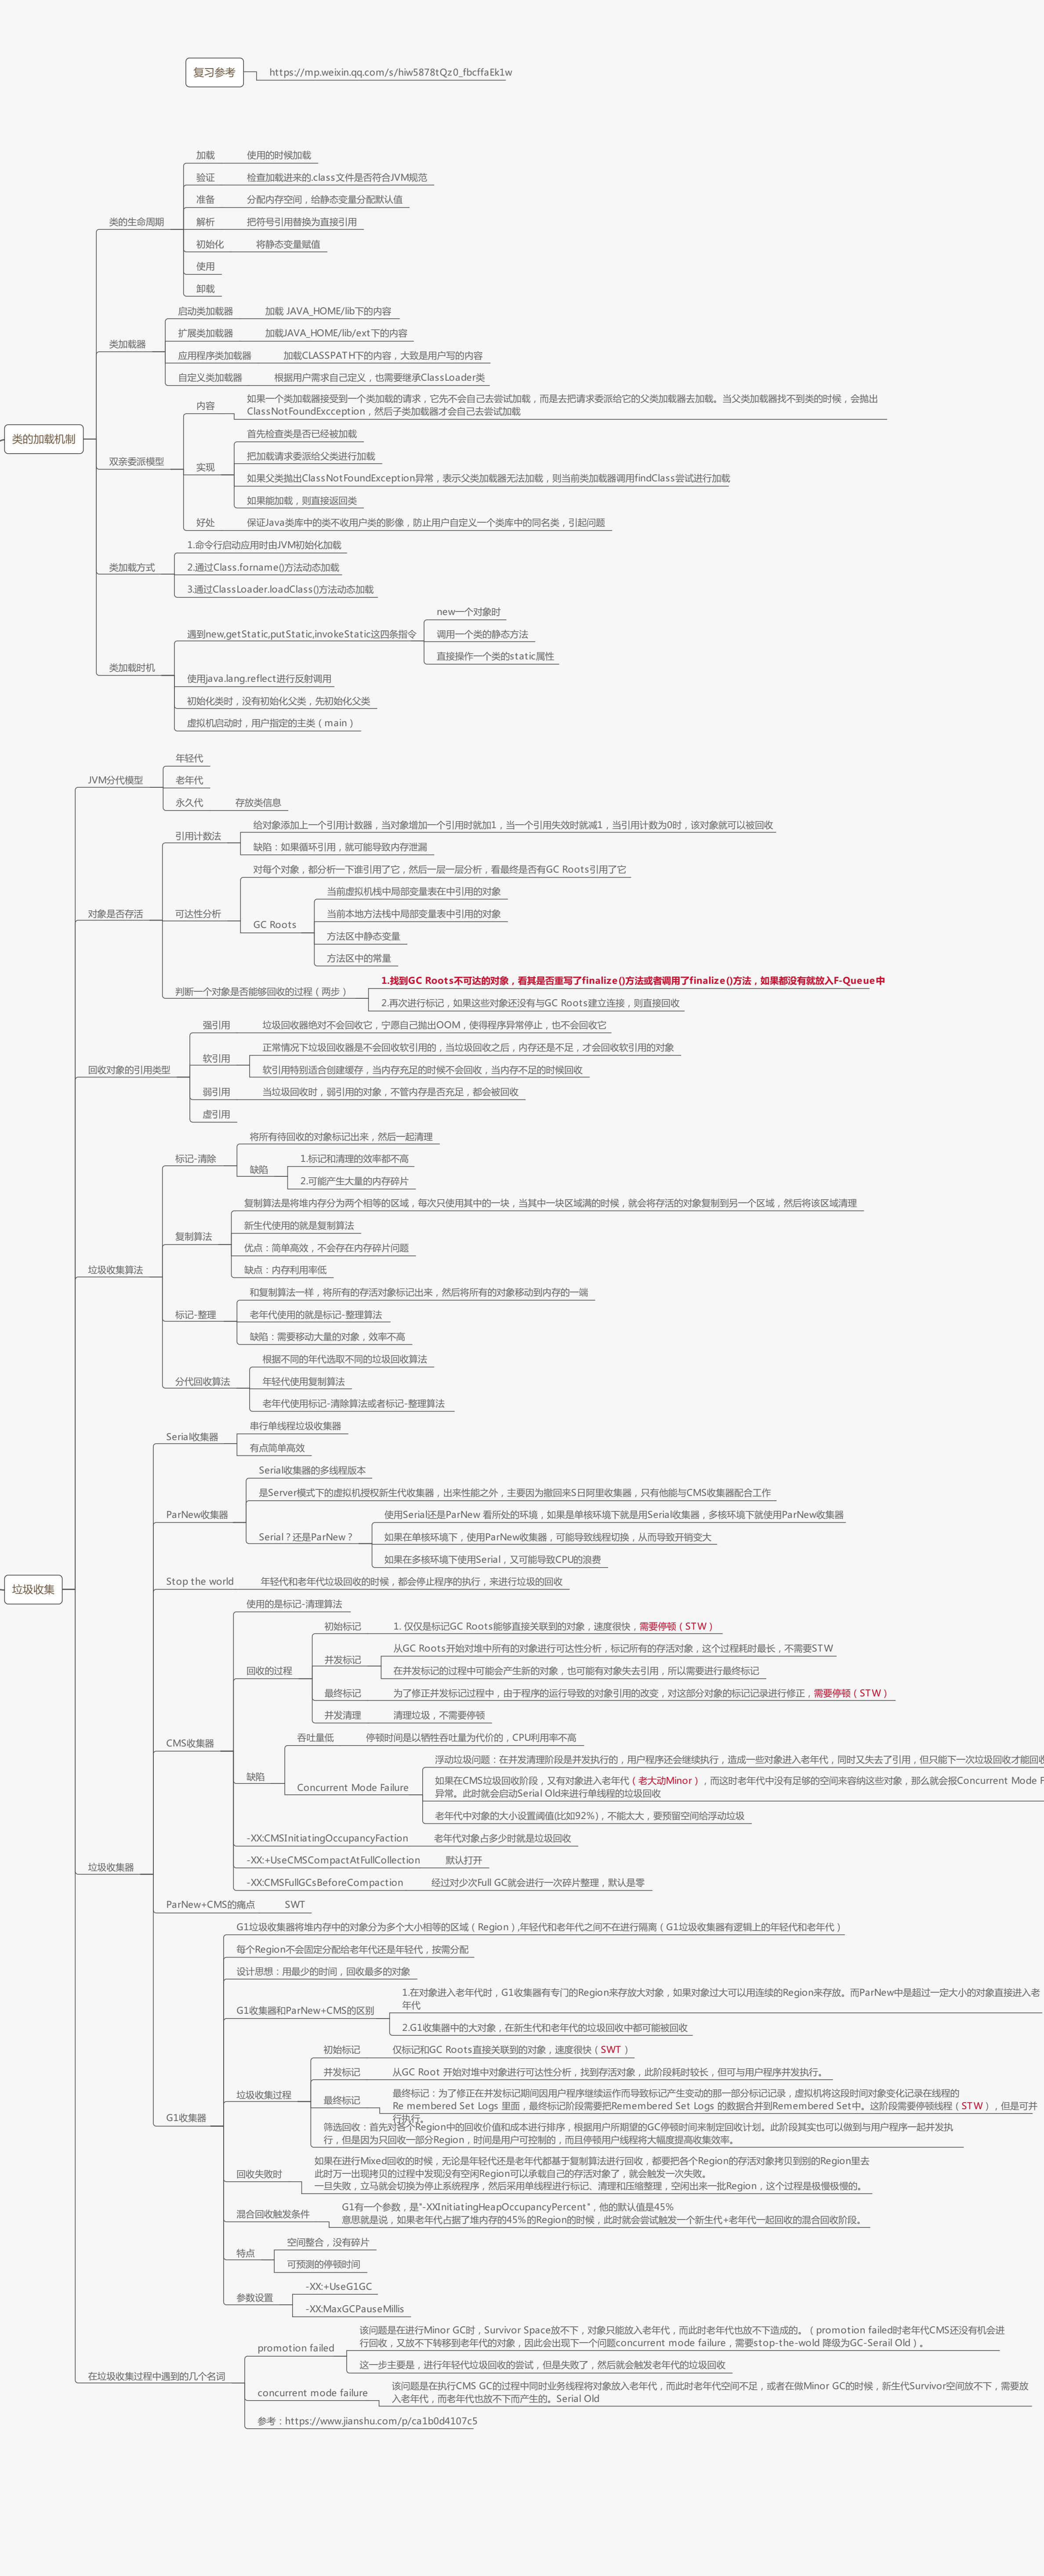 复习参考
https://mp.weixin.qq.com/s/hiw5878tQz0_fbcffaEk1w
类的加载机制
类的生命周期
加载
使用的时候加载
验证
检查加载进来的.class文件是否符合JVM规范
准备
分配内存空间，给静态变量分配默认值
解析
把符号引用替换为直接引用
初始化
将静态变量赋值
使用
卸载
类加载器
启动类加载器
加载 JAVA_HOME/lib下的内容
扩展类加载器
加载JAVA_HOME/lib/ext下的内容
应用程序类加载器
加载CLASSPATH下的内容，大致是用户写的内容
自定义类加载器
根据用户需求自己定义，也需要继承ClassLoader类
双亲委派模型
内容
如果一个类加载器接受到一个类加载的请求，它先不会自己去尝试加载，而是去把请求委派给它的父类加载器去加载。当父类加载器找不到类的时候，会抛出
ClassNotFoundExcception，然后子类加载器才会自己去尝试加载
实现
首先检查类是否已经被加载
把加载请求委派给父类进行加载
如果父类抛出ClassNotFoundException异常，表示父类加载器无法加载，则当前类加载器调用findClass尝试进行加载
如果能加载，则直接返回类
好处
保证Java类库中的类不收用户类的影像，防止用户自定义一个类库中的同名类，引起问题
类加载方式
1.命令行启动应用时由JVM初始化加载
2.通过Class.forname()方法动态加载
3.通过ClassLoader.loadClass()方法动态加载
类加载时机
遇到new,getStatic,putStatic,invokeStatic这四条指令
new一个对象时
调用一个类的静态方法
直接操作一个类的static属性
使用java.lang.reflect进行反射调用
初始化类时，没有初始化父类，先初始化父类
虚拟机启动时，用户指定的主类（main）
垃圾收集
JVM分代模型
年轻代
老年代
永久代
存放类信息
对象是否存活
引用计数法
给对象添加上一个引用计数器，当对象增加一个引用时就加1，当一个引用失效时就减1，当引用计数为0时，该对象就可以被回收
缺陷：如果循环引用，就可能导致内存泄漏
可达性分析
对每个对象，都分析一下谁引用了它，然后一层一层分析，看最终是否有GC Roots引用了它
GC Roots
当前虚拟机栈中局部变量表在中引用的对象
当前本地方法栈中局部变量表中引用的对象
方法区中静态变量
方法区中的常量
判断一个对象是否能够回收的过程（两步）
1.找到GC Roots不可达的对象，看其是否重写了finalize()方法或者调用了finalize()方法，如果都没有就放入F-Queue中
2.再次进行标记，如果这些对象还没有与GC Roots建立连接，则直接回收
回收对象的引用类型
强引用
垃圾回收器绝对不会回收它，宁愿自己抛出OOM，使得程序异常停止，也不会回收它
软引用
正常情况下垃圾回收器是不会回收软引用的，当垃圾回收之后，内存还是不足，才会回收软引用的对象
软引用特别适合创建缓存，当内存充足的时候不会回收，当内存不足的时候回收
弱引用
当垃圾回收时，弱引用的对象，不管内存是否充足，都会被回收
虚引用
垃圾收集算法
标记-清除
将所有待回收的对象标记出来，然后一起清理
缺陷
1.标记和清理的效率都不高
2.可能产生大量的内存碎片
复制算法
复制算法是将堆内存分为两个相等的区域，每次只使用其中的一块，当其中一块区域满的时候，就会将存活的对象复制到另一个区域，然后将该区域清理
新生代使用的就是复制算法
优点：简单高效，不会存在内存碎片问题
缺点：内存利用率低
标记-整理
和复制算法一样，将所有的存活对象标记出来，然后将所有的对象移动到内存的一端
老年代使用的就是标记-整理算法
缺陷：需要移动大量的对象，效率不高
分代回收算法
根据不同的年代选取不同的垃圾回收算法
年轻代使用复制算法
老年代使用标记-清除算法或者标记-整理算法
垃圾收集器
Serial收集器
串行单线程垃圾收集器
有点简单高效
ParNew收集器
Serial收集器的多线程版本
是Server模式下的虚拟机授权新生代收集器，出来性能之外，主要因为撤回来S日阿里收集器，只有他能与CMS收集器配合工作
Serial？还是ParNew？
使用Serial还是ParNew 看所处的环境，如果是单核环境下就是用Serial收集器，多核环境下就使用ParNew收集器
如果在单核环境下，使用ParNew收集器，可能导致线程切换，从而导致开销变大
如果在多核环境下使用Serial，又可能导致CPU的浪费
Stop the world
年轻代和老年代垃圾回收的时候，都会停止程序的执行，来进行垃圾的回收
CMS收集器
使用的是标记-清理算法
回收的过程
初始标记
1. 仅仅是标记GC Roots能够直接关联到的对象，速度很快，需要停顿（STW）
并发标记
从GC Roots开始对堆中所有的对象进行可达性分析，标记所有的存活对象，这个过程耗时最长，不需要STW
在并发标记的过程中可能会产生新的对象，也可能有对象失去引用，所以需要进行最终标记
最终标记
为了修正并发标记过程中，由于程序的运行导致的对象引用的改变，对这部分对象的标记记录进行修正，需要停顿（STW）
并发清理
清理垃圾，不需要停顿
缺陷
吞吐量低
停顿时间是以牺牲吞吐量为代价的，CPU利用率不高
Concurrent Mode Failure
浮动垃圾问题：在并发清理阶段是并发执行的，用户程序还会继续执行，造成一些对象进入老年代，同时又失去了引用，但只能下一次垃圾回收才能回收
如果在CMS垃圾回收阶段，又有对象进入老年代（老大动Minor），而这时老年代中没有足够的空间来容纳这些对象，那么就会报Concurrent Mode F
异常。此时就会启动Serial Old来进行单线程的垃圾回收
老年代中对象的大小设置阈值(比如92%)，不能太大，要预留空间给浮动垃圾
-XX:CMSInitiatingOccupancyFaction
老年代对象占多少时就是垃圾回收
-XX:+UseCMSCompactAtFullCollection
默认打开
-XX:CMSFullGCsBeforeCompaction
经过对少次Full GC就会进行一次碎片整理，默认是零
ParNew+CMS的痛点
SWT
G1收集器
G1垃圾收集器将堆内存中的对象分为多个大小相等的区域（Region）,年轻代和老年代之间不在进行隔离（G1垃圾收集器有逻辑上的年轻代和老年代）
每个Region不会固定分配给老年代还是年轻代，按需分配
设计思想：用最少的时间，回收最多的对象
G1收集器和ParNew+CMS的区别
1.在对象进入老年代时，G1收集器有专门的Region来存放大对象，如果对象过大可以用连续的Region来存放。而ParNew中是超过一定大小的对象直接进入老
年代
2.G1收集器中的大对象，在新生代和老年代的垃圾回收中都可能被回收
垃圾收集过程
初始标记
仅标记和GC Roots直接关联到的对象，速度很快（SWT）
并发标记
从GC Root 开始对堆中对象进行可达性分析，找到存活对象，此阶段耗时较长，但可与用户程序并发执行。
最终标记
最终标记：为了修正在并发标记期间因用户程序继续运作而导致标记产生变动的那一部分标记记录，虚拟机将这段时间对象变化记录在线程的
Re membered Set Logs 里面，最终标记阶段需要把Remembered Set Logs 的数据合并到Remembered Set中。这阶段需要停顿线程（STW），但是可并
行执行。
筛选回收：首先对各个Region中的回收价值和成本进行排序，根据用户所期望的GC停顿时间来制定回收计划。此阶段其实也可以做到与用户程序一起并发执
行，但是因为只回收一部分Region，时间是用户可控制的，而且停顿用户线程将大幅度提高收集效率。
回收失败时
如果在进行Mixed回收的时候，无论是年轻代还是老年代都基于复制算法进行回收，都要把各个Region的存活对象拷贝到别的Region里去
此时万一出现拷贝的过程中发现没有空闲Region可以承载自己的存活对象了，就会触发一次失败。
一旦失败，立马就会切换为停止系统程序，然后采用单线程进行标记、清理和压缩整理，空闲出来一批Region，这个过程是极慢极慢的。
混合回收触发条件
G1有一个参数，是“-XXInitiatingHeapOccupancyPercent”，他的默认值是45%
意思就是说，如果老年代占据了堆内存的45%的Region的时候，此时就会尝试触发一个新生代+老年代一起回收的混合回收阶段。
特点
空间整合，没有碎片
可预测的停顿时间
参数设置
-XX:+UseG1GC
-XX:MaxGCPauseMillis
在垃圾收集过程中遇到的几个名词
promotion failed
该问题是在进行Minor GC时，Survivor Space放不下，对象只能放入老年代，而此时老年代也放不下造成的。（promotion failed时老年代CMS还没有机会进
行回收，又放不下转移到老年代的对象，因此会出现下一个问题concurrent mode failure，需要stop-the-wold 降级为GC-Serail Old）。
这一步主要是，进行年轻代垃圾回收的尝试，但是失败了，然后就会触发老年代的垃圾回收
concurrent mode failure
该问题是在执行CMS GC的过程中同时业务线程将对象放入老年代，而此时老年代空间不足，或者在做Minor GC的时候，新生代Survivor空间放不下，需要放
入老年代，而老年代也放不下而产生的。Serial Old
参考：https://www.jianshu.com/p/ca1b0d4107c5